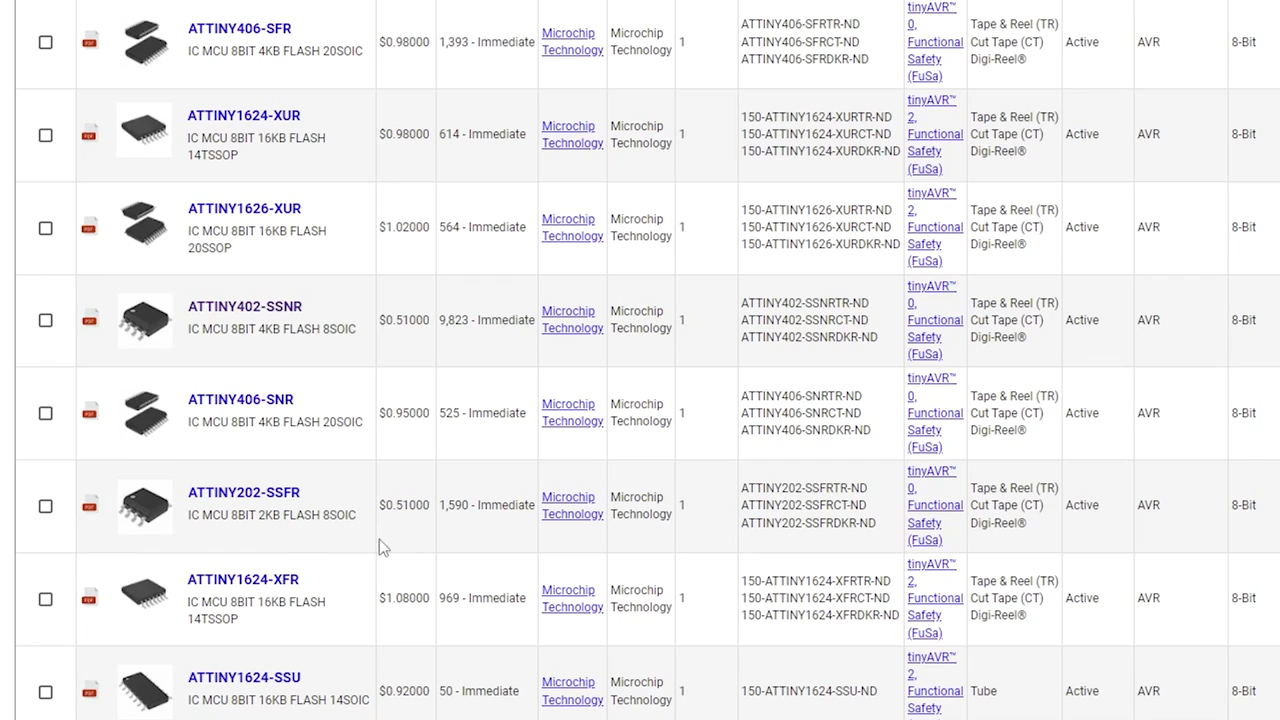 ATTINY406-SFR
IC MCU 8BIT 4KB FLASH 20SOIC
$0.98000
1,393 - Immediate
Microchip
Technology
Microchip
Technology
1
ATTINY406-SFRTR-ND
ATTINY406-SFRCT-ND
ATTINY406-SFRDKR-ND
tinyAVR™
0,
Functional
Safety
(FuSa)
Tape & Reel (TR)
Cut Tape (CT)
Digi-Reel®
Active
AVR
8-Bit
PDF
ATTINY1624-XUR
IC MCU 8BIT 16KB FLASH
14TSSOP
$0.98000
614 - Immediate
Microchip
Technology
Microchip
Technology
1
150-ATTINY1624-XURTR-ND
150-ATTINY1624-XURCT-ND
150-ATTINY1624-XURDKR-ND
tinyAVR™
2,
Functional
Safety
(FuSa)
Tape & Reel (TR)
Cut Tape (CT)
Digi-Reel®
Active
AVR
8-Bit
PDF
ATTINY1626-XUR
IC MCU 8BIT 16KB FLASH
20SSOP
$1.02000
564 - Immediate
Microchip
Technology
Microchip
Technology
1
150-ATTINY1626-XURTR-ND
150-ATTINY1626-XURCT-ND
150-ATTINY1626-XURDKR-ND
tinyAVR™
2,
Functional
Safety
(FuSa)
Tape & Reel (TR)
Cut Tape (CT)
Digi-Reel®
Active
AVR
8-Bit
PDF
ATTINY402-SSNR
IC MCU 8BIT 4KB FLASH 8SOIC
$0.51000
9,823 - Immediate
Microchip
Technology
Microchip
Technology
1
ATTINY402-SSNRTR-ND
ATTINY402-SSNRCT-ND
ATTINY402-SSNRDKR-ND
tinyAVR™
0,
Functional
Safety
(FuSa)
Tape & Reel (TR)
Cut Tape (CT)
Digi-Reel®
Active
AVR
8-Bit
PDF
ATTINY406-SNR
IC MCU 8BIT 4KB FLASH 20SOIC
$0.95000
525 - Immediate
Microchip
Technology
Microchip
Technology
1
ATTINY406-SNRTR-ND
ATTINY406-SNRCT-ND
ATTINY406-SNRDKR-ND
tinyAVR™
0,
Functional
Safety
(FuSa)
Tape & Reel (TR)
Cut Tape (CT)
Digi-Reel®
Active
AVR
8-Bit
PDF
ATTINY202-SSFR
IC MCU 8BIT 2KB FLASH 8SOIC
$0.51000
1,590 - Immediate
Microchip
Technology
Microchip
Technology
1
ATTINY202-SSFRTR-ND
ATTINY202-SSFRCT-ND
ATTINY202-SSFRDKR-ND
tinyAVR™
0,
Functional
Safety
(FuSa)
Tape & Reel (TR)
Cut Tape (CT)
Digi-Reel®
Active
AVR
8-Bit
PDF
ATTINY1624-XFR
IC MCU 8BIT 16KB FLASH
14TSSOP
$1.08000
969 - Immediate
Microchip
Technology
Microchip
Technology
1
150-ATTINY1624-XFRTR-ND
150-ATTINY1624-XFRCT-ND
150-ATTINY1624-XFRDKR-ND
tinyAVR™
2,
Functional
Safety
(FuSa)
Tape & Reel (TR)
Cut Tape (CT)
Digi-Reel®
Active
AVR
8-Bit
PDF
ATTINY1624-SSU
IC MCU 8BIT 16KB FLASH 14SOIC
$0.92000
50 - Immediate
Microchip
Technology
Microchip
Technology
1
150-ATTINY1624-SSU-ND
tinyAVR™
2,
Functional
Safety
Tube
Active
AVR
8-Bit
PDF